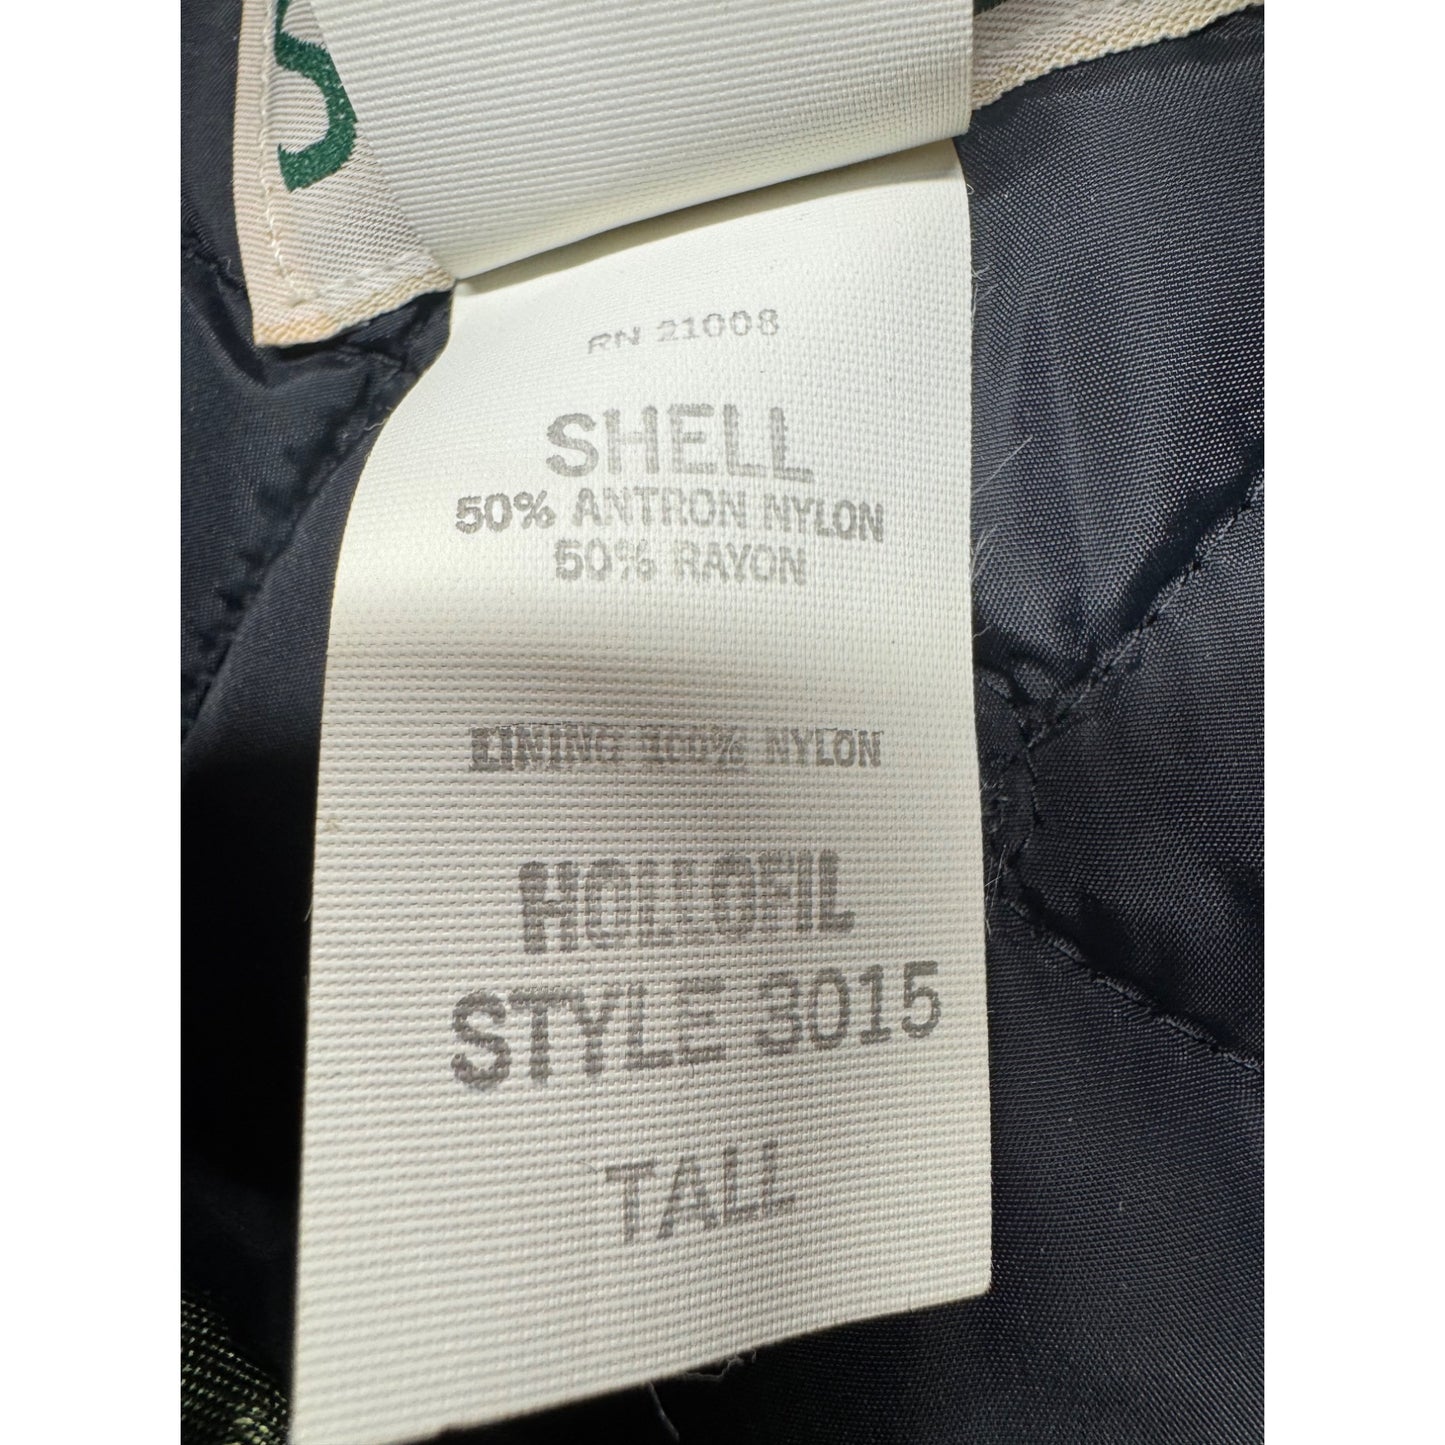 RN 21008
SHELL
50% ANTRON NYLON
50% RAYON
LINING 100% NYLON
HOLLOFIL
STYLE 3015
TALL